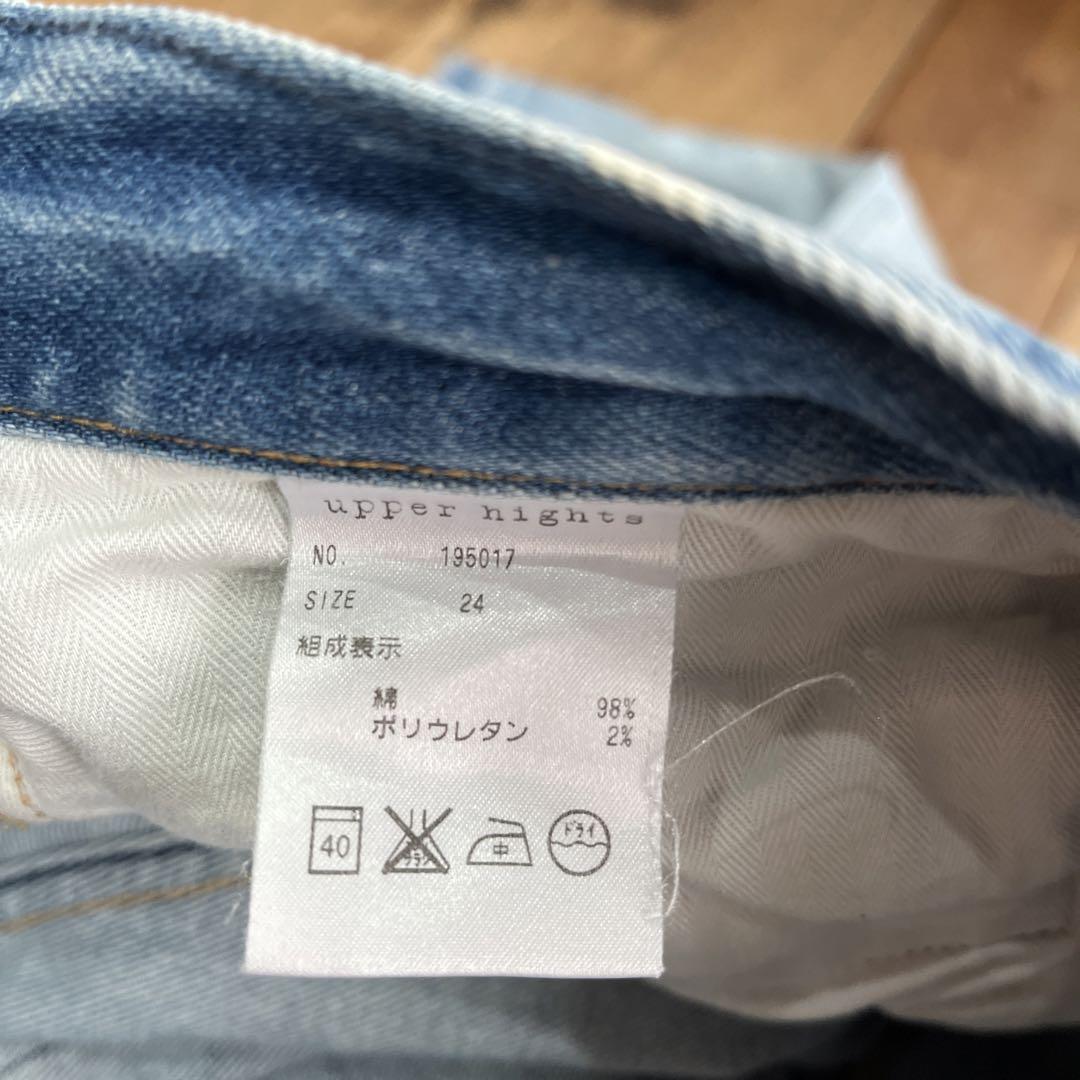 upper hights
NO. 195017
SIZE 24
組成表示
綿 98%
ポリウレタン 2%
40 中 ドライ